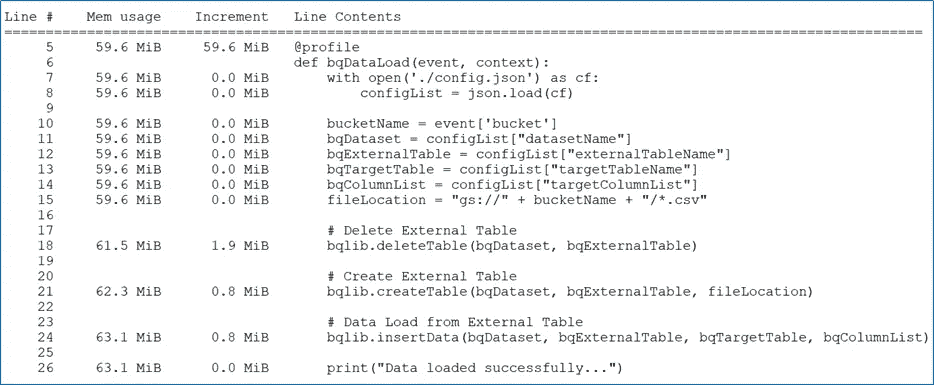 Line #    Mem usage    Increment   Line Contents
================================================
     5     59.6 MiB     59.6 MiB   @profile
     6                             def bqDataLoad(event, context):
     7     59.6 MiB      0.0 MiB       with open('./config.json') as cf:
     8     59.6 MiB      0.0 MiB           configList = json.load(cf)
     9
    10     59.6 MiB      0.0 MiB       bucketName = event['bucket']
    11     59.6 MiB      0.0 MiB       bqDataset = configList["datasetName"]
    12     59.6 MiB      0.0 MiB       bqExternalTable = configList["externalTableName"]
    13     59.6 MiB      0.0 MiB       bqTargetTable = configList["targetTableName"]
    14     59.6 MiB      0.0 MiB       bqColumnList = configList["targetColumnList"]
    15     59.6 MiB      0.0 MiB       fileLocation = "gs://" + bucketName + "/*.csv"
    16
    17                                 # Delete External Table
    18     61.5 MiB      1.9 MiB       bqlib.deleteTable(bqDataset, bqExternalTable)
    19
    20                                 # Create External Table
    21     62.3 MiB      0.8 MiB       bqlib.createTable(bqDataset, bqExternalTable, fileLocation)
    22
    23                                 # Data Load from External Table
    24     63.1 MiB      0.8 MiB       bqlib.insertData(bqDataset, bqExternalTable, bqTargetTable, bqColumnList)
    25
    26     63.1 MiB      0.0 MiB       print("Data loaded successfully...")